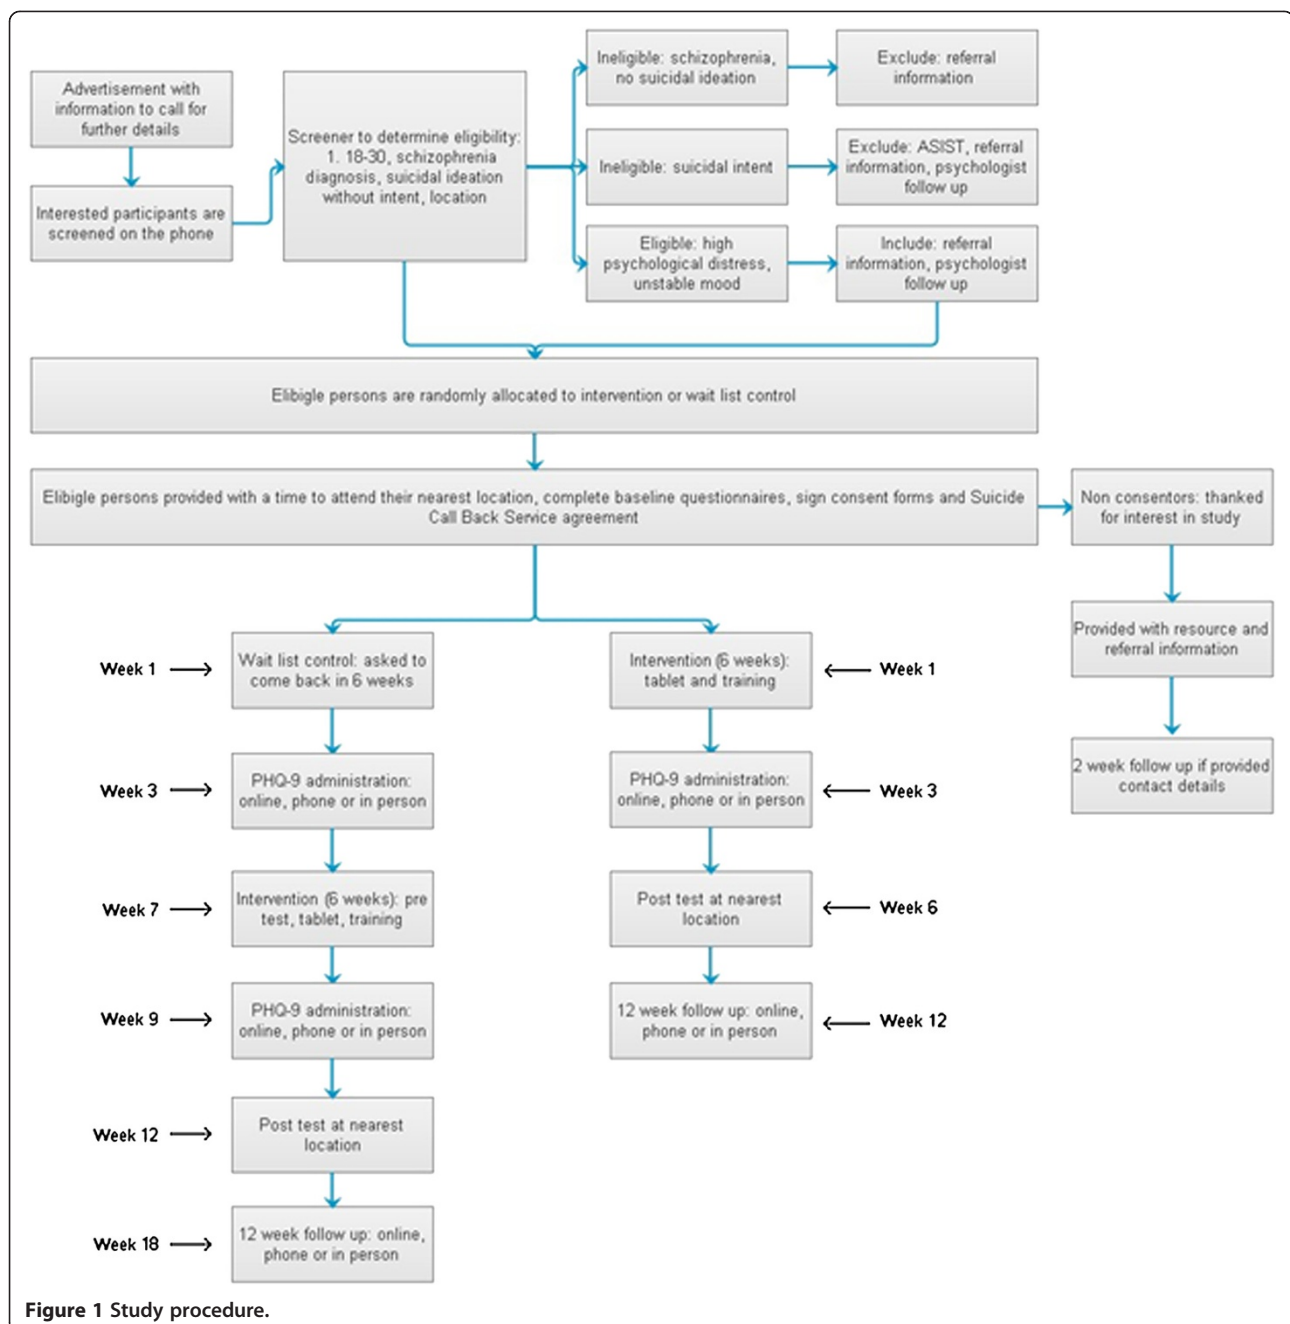 Advertisement with
information to call for
further details
Interested participants are
screened on the phone
Screener to determine eligibility:
1. 18-30, schizophrenia
diagnosis, suicidal ideation
without intent, location
Ineligible: schizophrenia,
no suicidal ideation
Exclude: referral
information
Ineligible: suicidal intent
Exclude: ASIST, referral
information, psychologist
follow up
Eligible: high
psychological distress,
unstable mood
Include: referral
information, psychologist
follow up
Elibigle persons are randomly allocated to intervention or wait list control
Elibigle persons provided with a time to attend their nearest location, complete baseline questionnaires, sign consent forms and Suicide
Call Back Service agreement
Non consentors: thanked
for interest in study
Provided with resource and
referral information
2 week follow up if provided
contact details
Week 1
Wait list control: asked to
come back in 6 weeks
Week 3
PHQ-9 administration:
online, phone or in person
Week 7
Intervention (6 weeks): pre
test, tablet, training
Week 9
PHQ-9 administration:
online, phone or in person
Week 12
Post test at nearest
location
Week 18
12 week follow up: online,
phone or in person
Intervention (6 weeks):
tablet and training
Week 1
PHQ-9 administration:
online, phone or in person
Week 3
Post test at nearest
location
Week 6
12 week follow up: online,
phone or in person
Week 12
Figure 1 Study procedure.